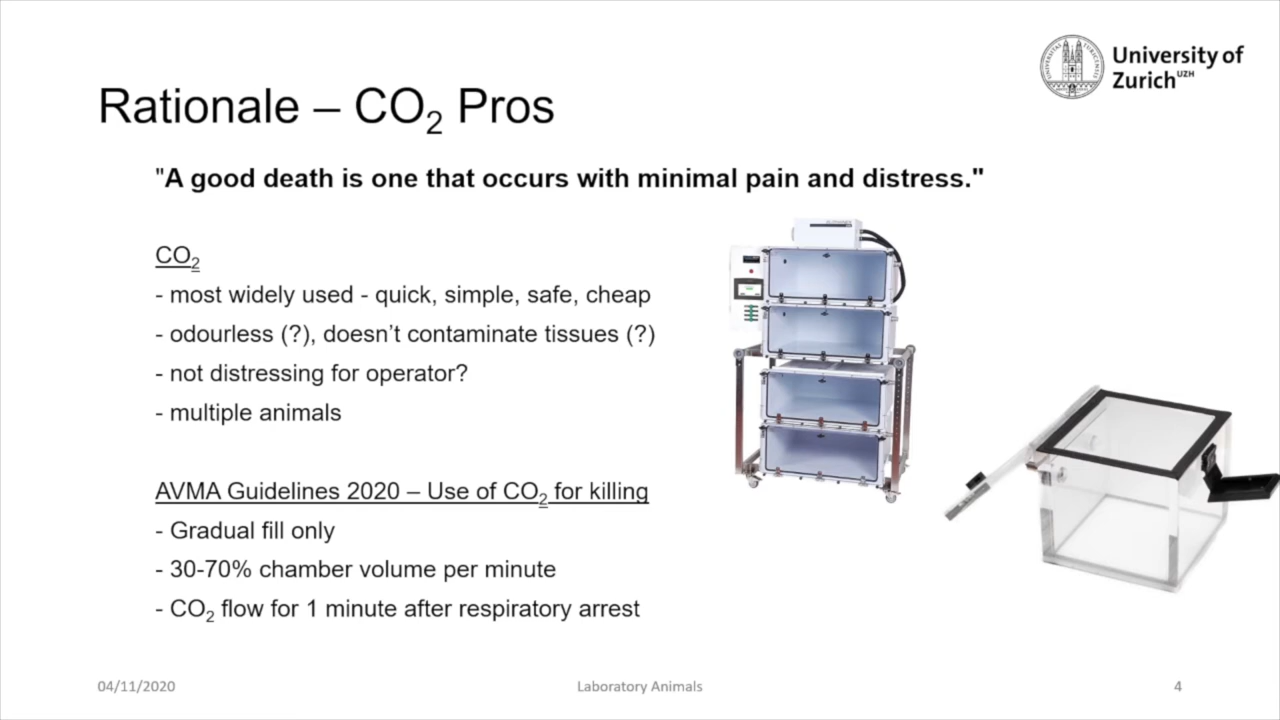 University of
Zurich UZH
Rationale – CO₂ Pros
"A good death is one that occurs with minimal pain and distress."
CO₂
- most widely used - quick, simple, safe, cheap
- odourless (?), doesn’t contaminate tissues (?)
- not distressing for operator?
- multiple animals
AVMA Guidelines 2020 – Use of CO₂ for killing
- Gradual fill only
- 30-70% chamber volume per minute
- CO₂ flow for 1 minute after respiratory arrest
04/11/2020
Laboratory Animals
4